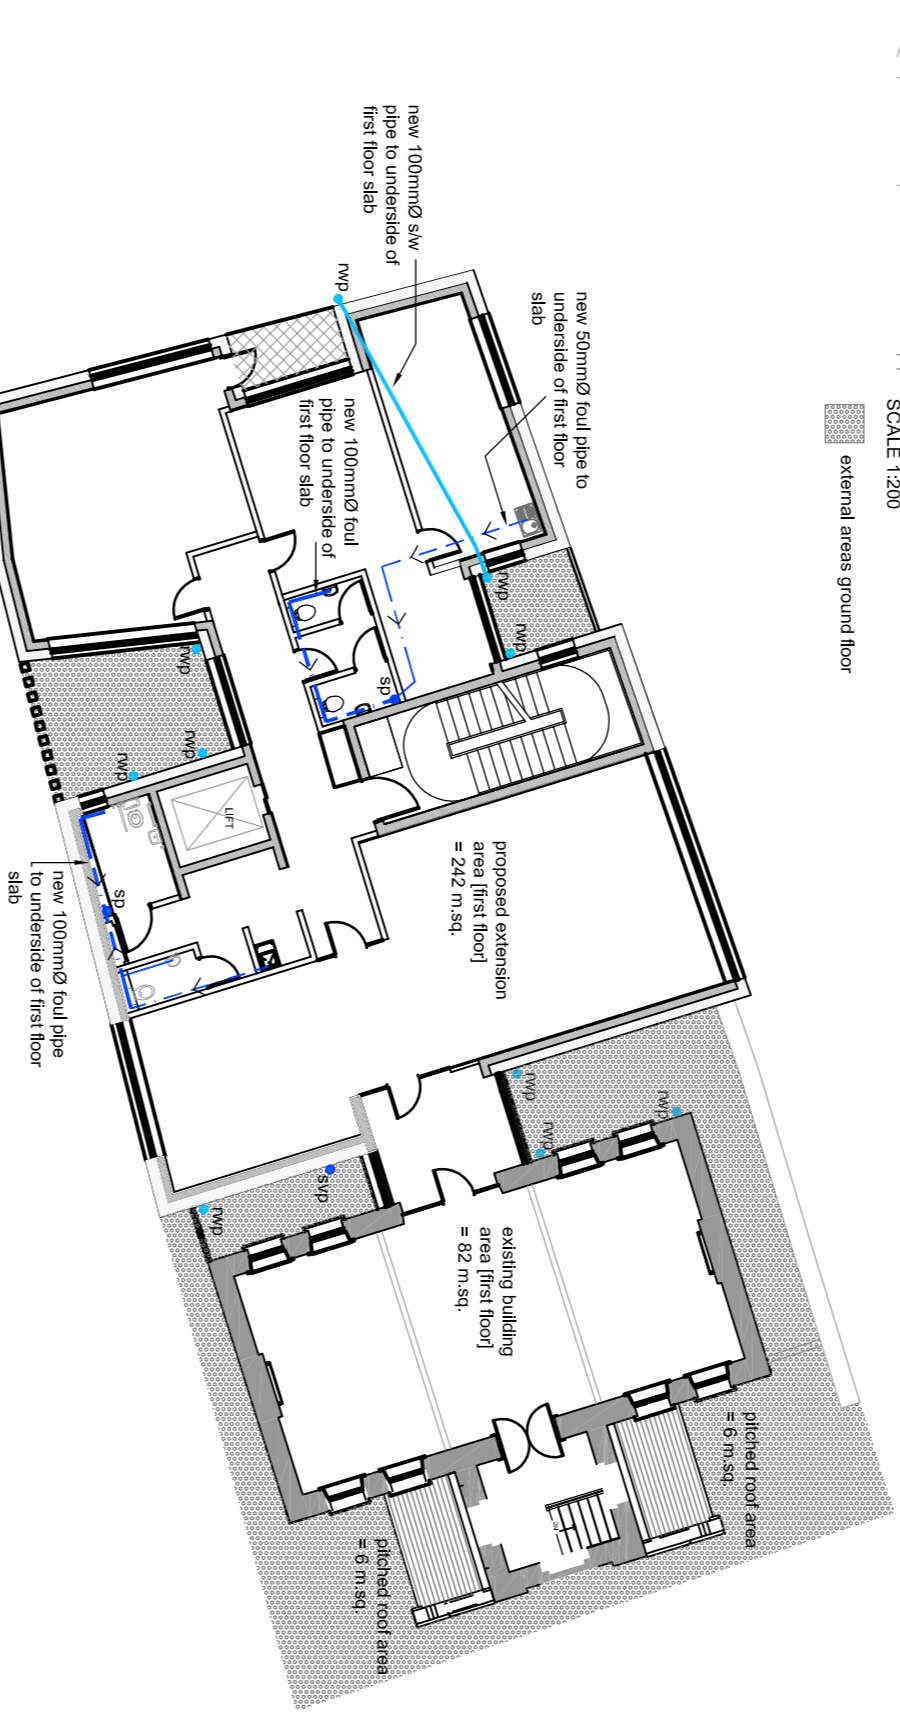 SCALE 1:200
external areas ground floor
new 50mmØ foul pipe to
underside of first floor
slab
new 100mmØ s/w
pipe to underside of
first floor slab
rwp
new 100mmØ foul
pipe to underside of
first floor slab
rwp
rwp
sp
rwp
rwp
rwp
LIFT
sp
new 100mmØ foul pipe
to underside of first floor
slab
proposed extension
area [first floor]
= 242 m.sq.
rwp
rwp
rwp
svp
rwp
existing building
area [first floor]
= 82 m.sq.
pitched roof area
= 6 m.sq.
pitched roof area
= 6 m.sq.